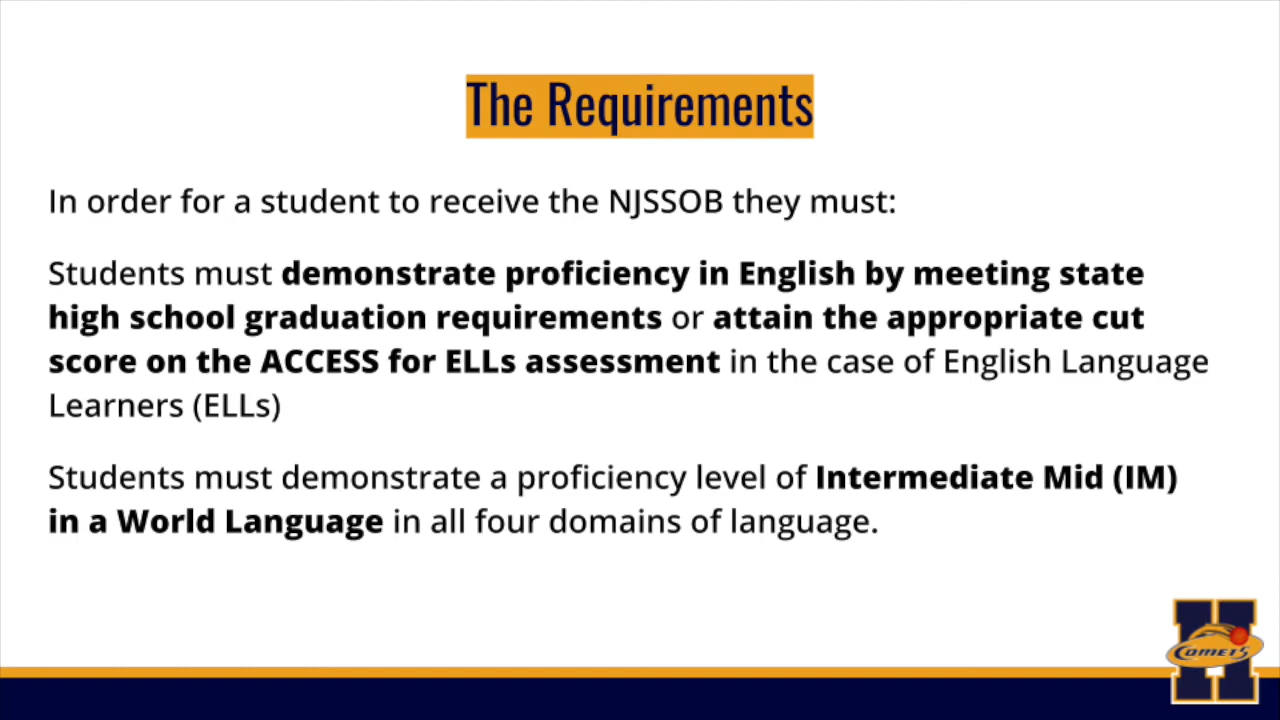 The Requirements
In order for a student to receive the NJSSOB they must:
Students must demonstrate proficiency in English by meeting state
high school graduation requirements or attain the appropriate cut
score on the ACCESS for ELLs assessment in the case of English Language
Learners (ELLs)
Students must demonstrate a proficiency level of Intermediate Mid (IM)
in a World Language in all four domains of language.
H
COMETS